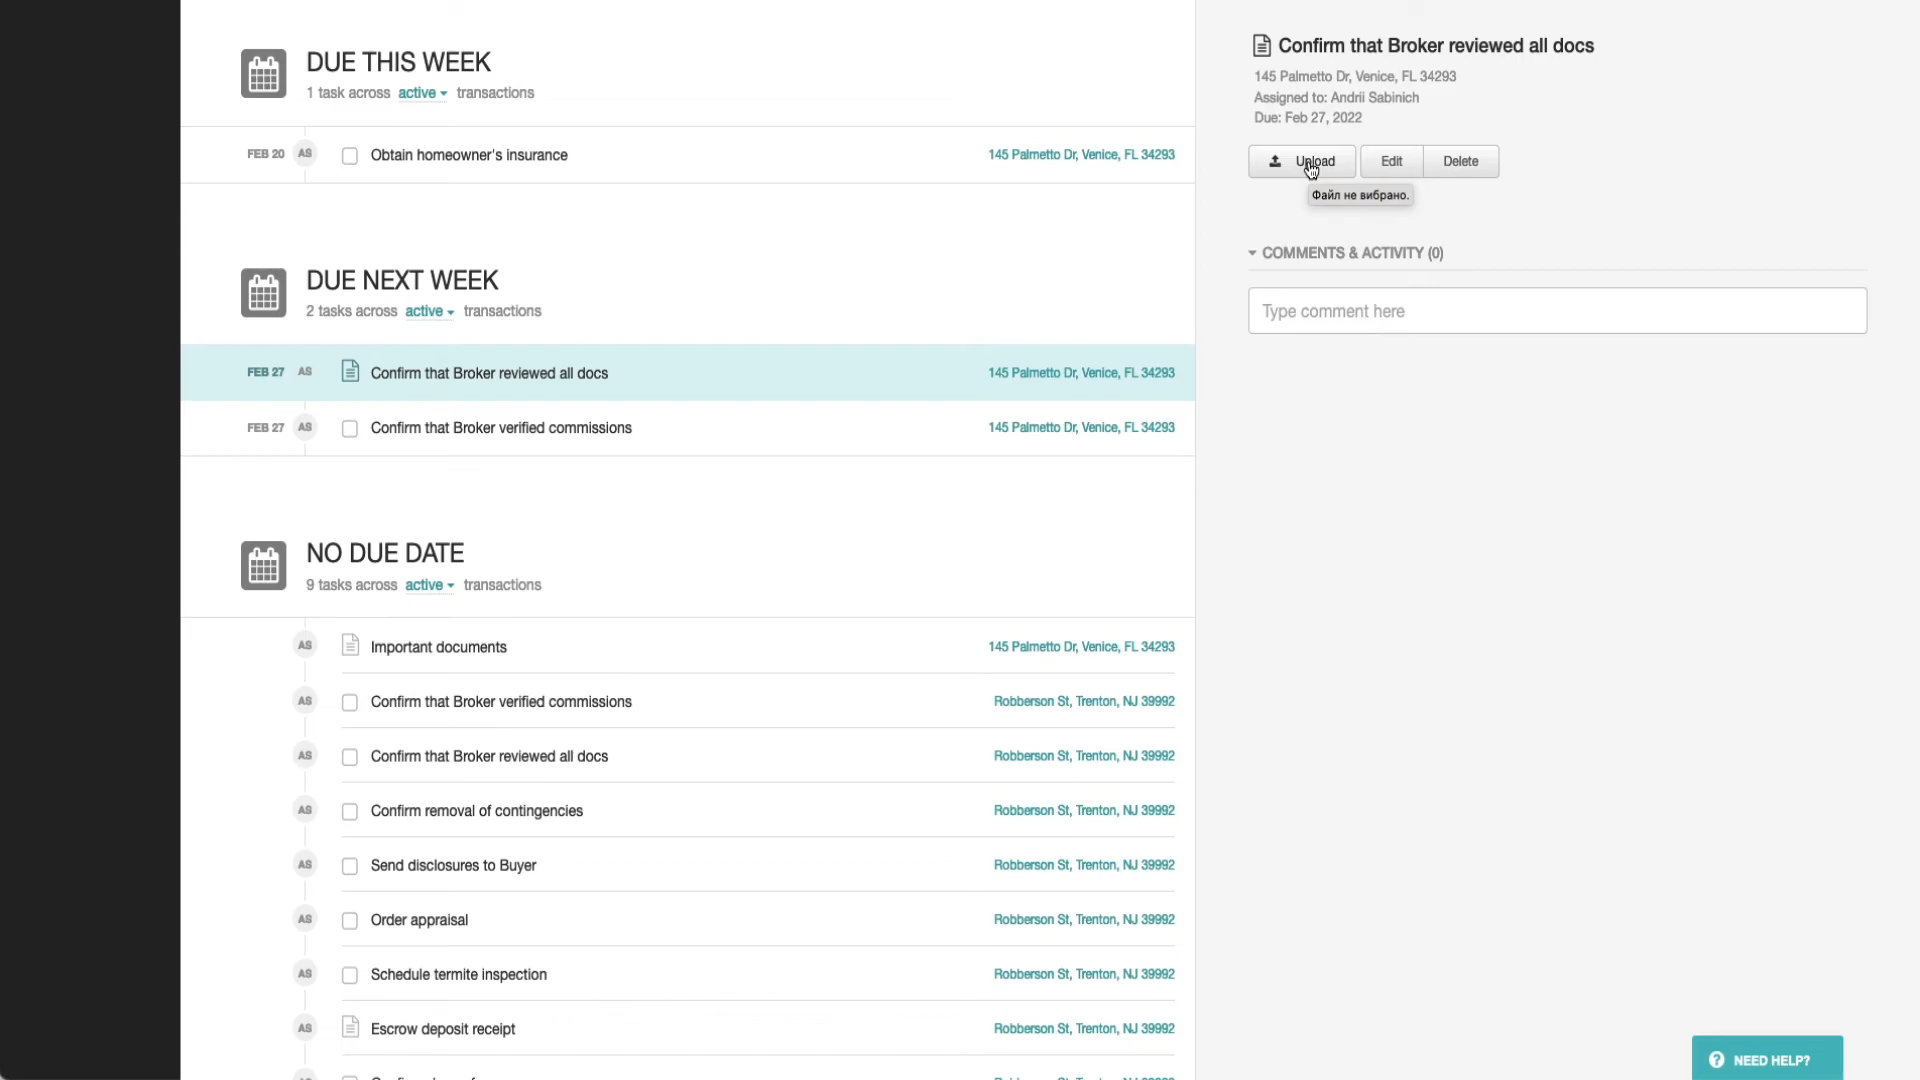 DUE THIS WEEK
1 task across active transactions
FEB 20 AS Obtain homeowner's insurance 145 Palmetto Dr, Venice, FL 34293
DUE NEXT WEEK
2 tasks across active transactions
FEB 27 AS Confirm that Broker reviewed all docs 145 Palmetto Dr, Venice, FL 34293
FEB 27 AS Confirm that Broker verified commissions 145 Palmetto Dr, Venice, FL 34293
NO DUE DATE
9 tasks across active transactions
AS Important documents 145 Palmetto Dr, Venice, FL 34293
AS Confirm that Broker verified commissions Robberson St, Trenton, NJ 39992
AS Confirm that Broker reviewed all docs Robberson St, Trenton, NJ 39992
AS Confirm removal of contingencies Robberson St, Trenton, NJ 39992
AS Send disclosures to Buyer Robberson St, Trenton, NJ 39992
AS Order appraisal Robberson St, Trenton, NJ 39992
AS Schedule termite inspection Robberson St, Trenton, NJ 39992
AS Escrow deposit receipt Robberson St, Trenton, NJ 39992
Confirm that Broker reviewed all docs
145 Palmetto Dr, Venice, FL 34293
Assigned to: Andrii Sabinich
Due: Feb 27, 2022
Upload Edit Delete
Файл не вибрано.
COMMENTS & ACTIVITY (0)
Type comment here
NEED HELP?